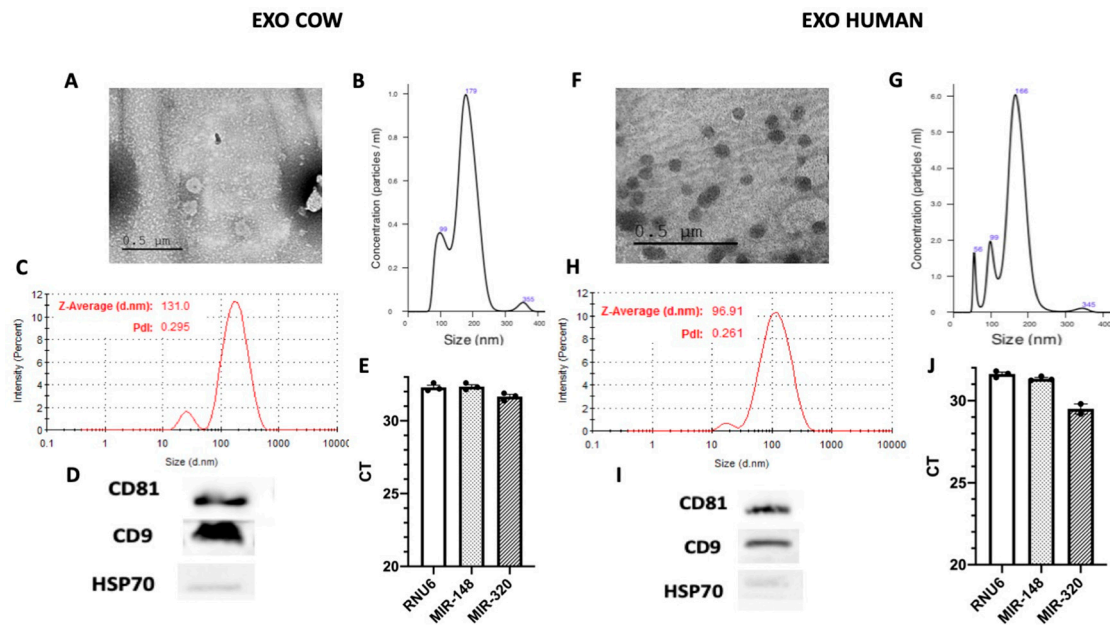 EXO COW
EXO HUMAN
A
0.5 µm
B
179
99
355
1.0
0.8
0.6
0.4
0.2
0
0 100 200 300 400
Concentration (particles / ml)
Size (nm)
C
Z-Average (d.nm): 131.0
PdI: 0.295
12
10
8
6
4
2
0
0.1 1 10 100 1000 10000
Intensity (Percent)
Size (d.nm)
D
CD81
CD9
HSP70
E
CT
32
28
24
20
RNU6
MIR-148
MIR-320
F
0.5 µm
G
166
56
99
345
6.0
5.0
4.0
3.0
2.0
1.0
0
0 100 200 300 400
Concentration (particles / ml)
Size (nm)
H
Z-Average (d.nm): 96.91
PdI: 0.261
12
10
8
6
4
2
0
0.1 1 10 100 1000 10000
Intensity (Percent)
Size (d.nm)
I
CD81
CD9
HSP70
J
CT
30
25
20
RNU6
MIR-148
MIR-320